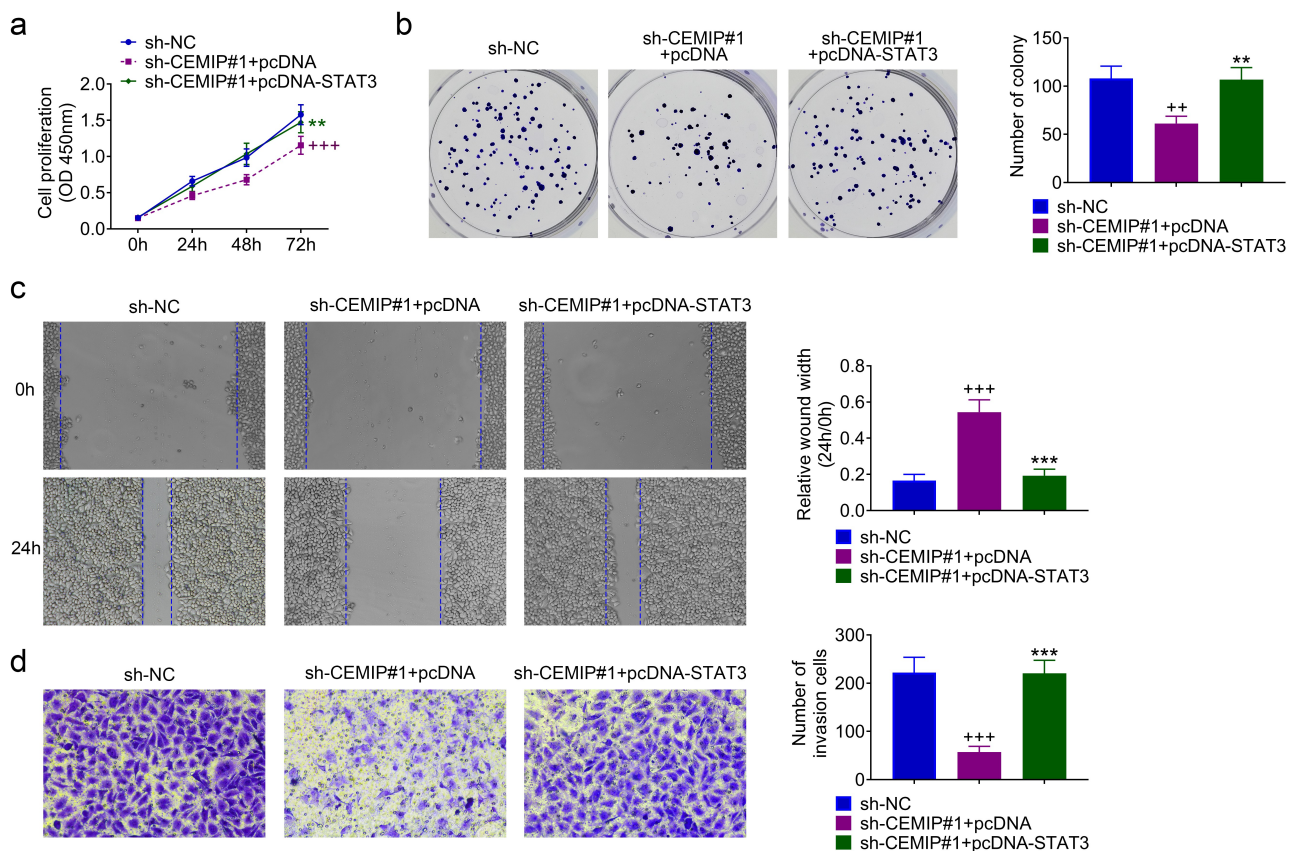 a
sh-NC
sh-CEMIP#1+pcDNA
sh-CEMIP#1+pcDNA-STAT3
Cell proliferation
(OD 450nm)
2.0
1.5
1.0
0.5
0.0
**
+++
0h 24h 48h 72h
b
sh-NC
sh-CEMIP#1
+pcDNA
sh-CEMIP#1
+pcDNA-STAT3
Number of colony
150
100
50
0
++
**
sh-NC
sh-CEMIP#1+pcDNA
sh-CEMIP#1+pcDNA-STAT3
c
sh-NC sh-CEMIP#1+pcDNA sh-CEMIP#1+pcDNA-STAT3
0h
24h
Relative wound width
(24h/0h)
0.8
0.6
0.4
0.2
0.0
+++
***
sh-NC
sh-CEMIP#1+pcDNA
sh-CEMIP#1+pcDNA-STAT3
d
sh-NC sh-CEMIP#1+pcDNA sh-CEMIP#1+pcDNA-STAT3
Number of
invasion cells
300
200
100
0
+++
***
sh-NC
sh-CEMIP#1+pcDNA
sh-CEMIP#1+pcDNA-STAT3